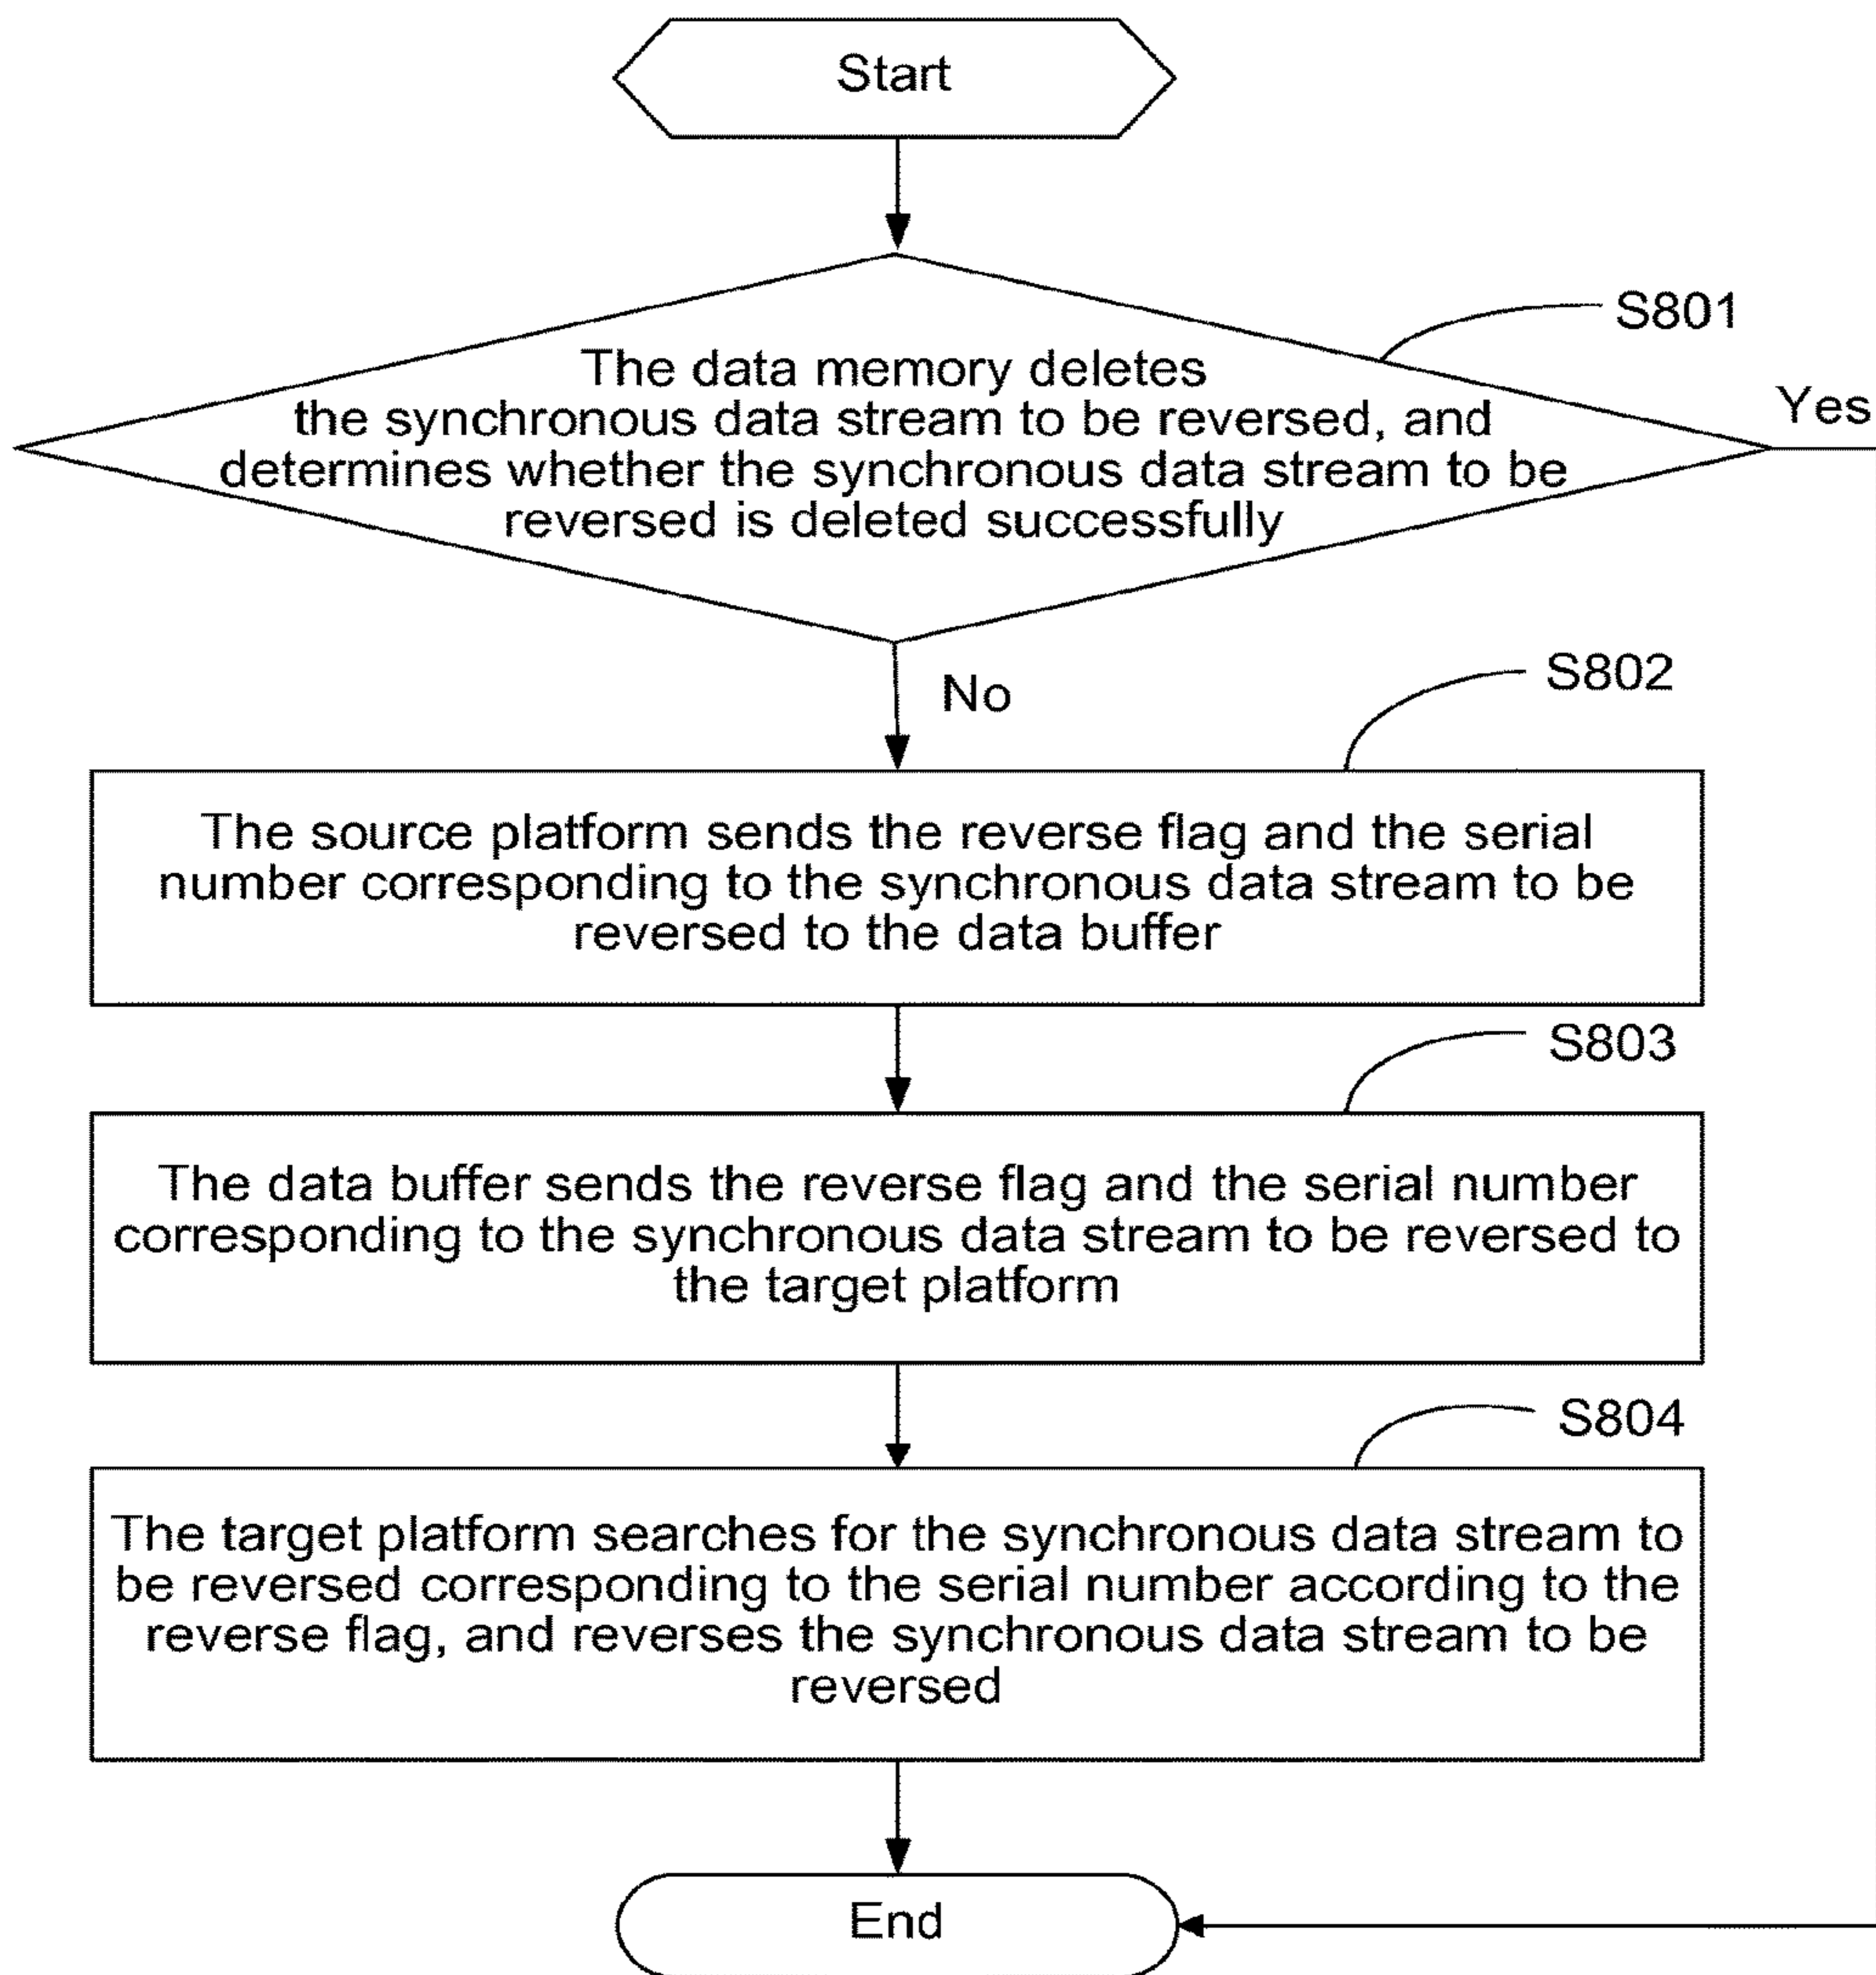 Start
S801
The data memory deletes
the synchronous data stream to be reversed, and
determines whether the synchronous data stream to be
reversed is deleted successfully
Yes
No
S802
The source platform sends the reverse flag and the serial
number corresponding to the synchronous data stream to be
reversed to the data buffer
S803
The data buffer sends the reverse flag and the serial number
corresponding to the synchronous data stream to be reversed to
the target platform
S804
The target platform searches for the synchronous data stream to
be reversed corresponding to the serial number according to the
reverse flag, and reverses the synchronous data stream to be
reversed
End